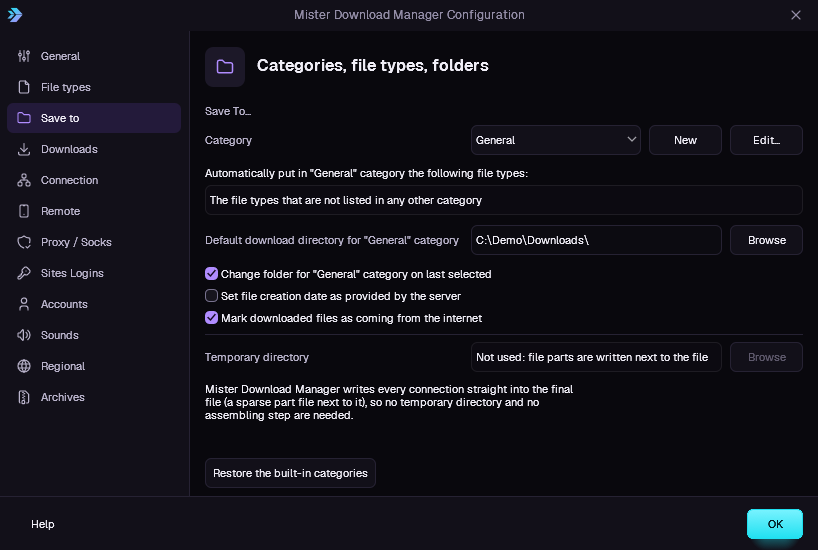 Mister Download Manager Configuration
General
File types
Save to
Downloads
Connection
Remote
Proxy / Socks
Sites Logins
Accounts
Sounds
Regional
Archives
Categories, file types, folders
Save To...
Category
General
New
Edit...
Automatically put in "General" category the following file types:
The file types that are not listed in any other category
Default download directory for "General" category
C:\Demo\Downloads\
Browse
Change folder for "General" category on last selected
Set file creation date as provided by the server
Mark downloaded files as coming from the internet
Temporary directory
Not used: file parts are written next to the file
Browse
Mister Download Manager writes every connection straight into the final
file (a sparse part file next to it), so no temporary directory and no
assembling step are needed.
Restore the built-in categories
Help
OK